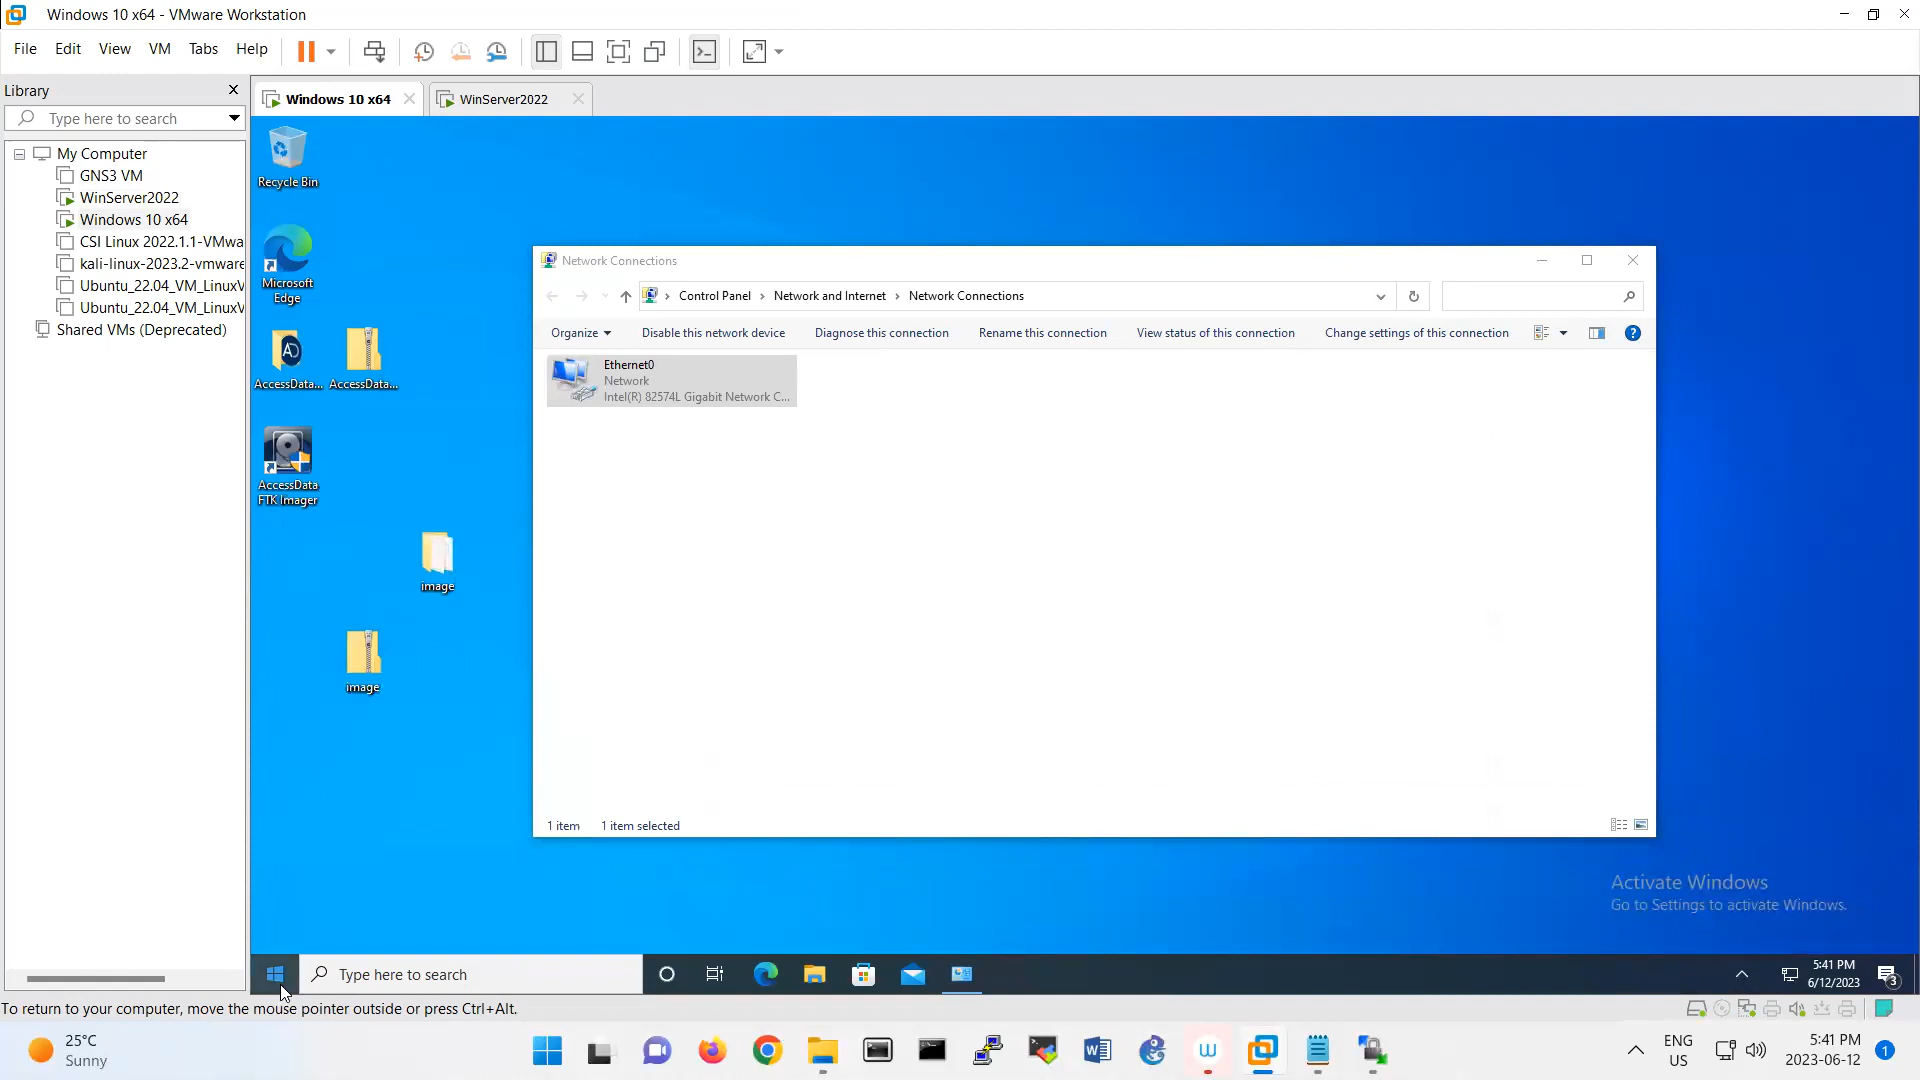 Windows 10 x64 - VMware Workstation
File Edit View VM Tabs Help
Library
Type here to search
My Computer
GNS3 VM
WinServer2022
Windows 10 x64
CSI Linux 2022.1.1-VMwa
kali-linux-2023.2-vmware
Ubuntu_22.04_VM_LinuxV
Ubuntu_22.04_VM_LinuxV
Shared VMs (Deprecated)
Windows 10 x64
WinServer2022
Recycle Bin
Microsoft
Edge
AccessData...
AccessData...
AccessData
FTK Imager
image
image
Network Connections
Control Panel > Network and Internet > Network Connections
Organize Disable this network device Diagnose this connection Rename this connection View status of this connection Change settings of this connection
Ethernet0
Network
Intel(R) 82574L Gigabit Network C...
1 item 1 item selected
Activate Windows
Go to Settings to activate Windows.
Type here to search
5:41 PM
6/12/2023
3
To return to your computer, move the mouse pointer outside or press Ctrl+Alt.
25°C
Sunny
ENG
US
5:41 PM
2023-06-12
1